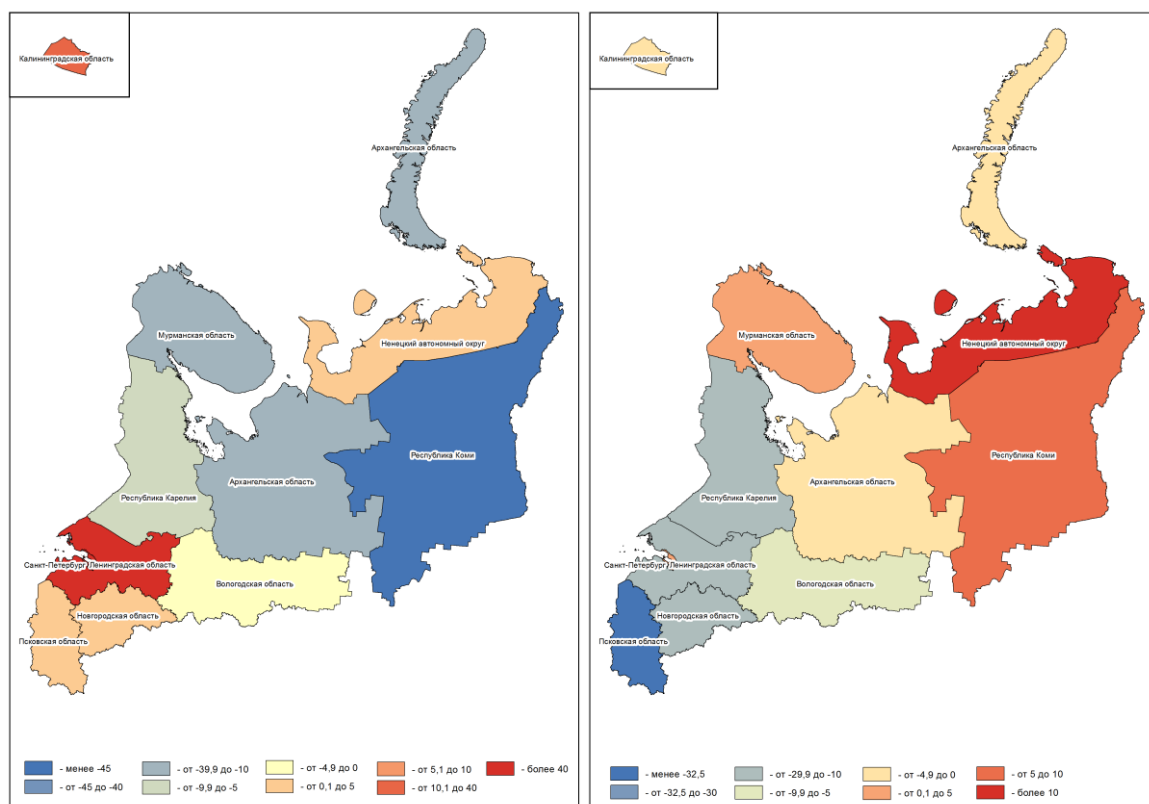 Калининградская область
Архангельская область
Мурманская область
Ненецкий автономный округ
Республика Коми
Архангельская область
Республика Карелия
Санкт-Петербург
Ленинградская область
Вологодская область
Новгородская область
Псковская область
- менее -45
- от -39,9 до -10
- от -4,9 до 0
- от 5,1 до 10
- более 40
- от -45 до -40
- от -9,9 до -5
- от 0,1 до 5
- от 10,1 до 40
Калининградская область
Архангельская область
Мурманская область
Ненецкий автономный округ
Республика Коми
Архангельская область
Республика Карелия
Санкт-Петербург
Ленинградская область
Вологодская область
Новгородская область
Псковская область
- менее -32,5
- от -29,9 до -10
- от -4,9 до 0
- от 5 до 10
- от -32,5 до -30
- от -9,9 до -5
- от 0,1 до 5
- более 10